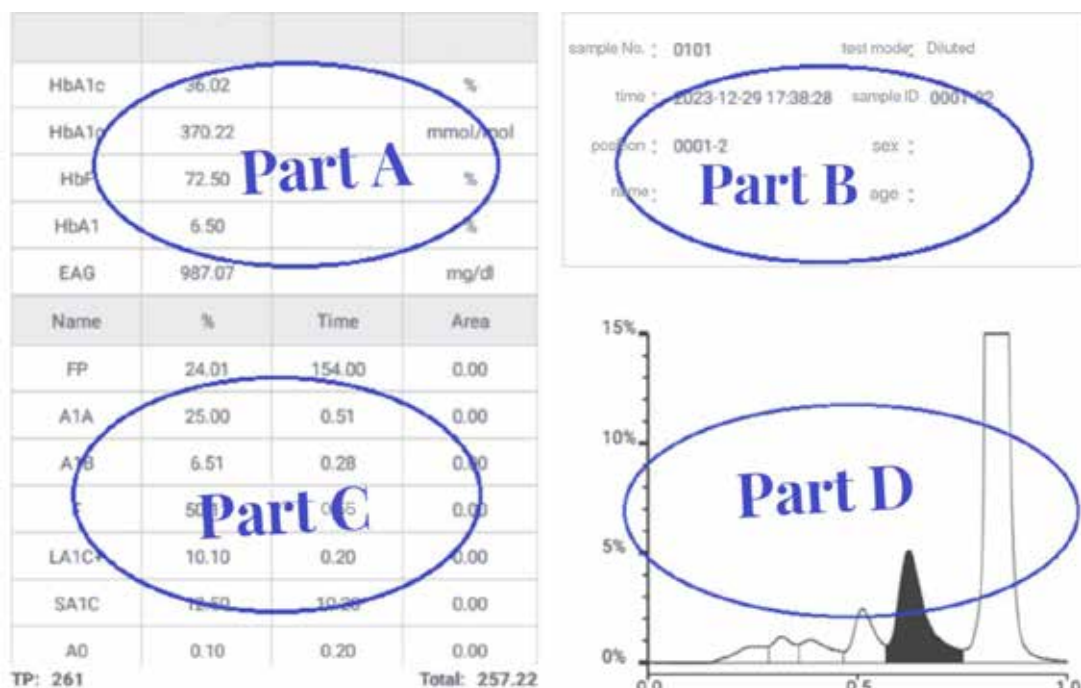 HbA1c 36.02 %
370.22 mmol/mol
72.50 %
HbA1 6.50 %
EAG 987.07 mg/dl
Name % Time Area
FP 24.01 154.00 0.00
A1A 25.00 0.51 0.00
A1B 6.51 0.28 0.00
0.00
LA1C+ 10.10 0.20 0.00
SA1C 0.00
A0 0.10 0.20 0.00
TP: 261 Total: 257.22
Part A
Part C
sample No.: 0101 test mode: Diluted
time: 2023-12-29 17:38:28 sample ID
position: 0001-2 sex:
name: age:
Part B
15%
10%
5%
0%
0.0 0.5 1.0
Part D